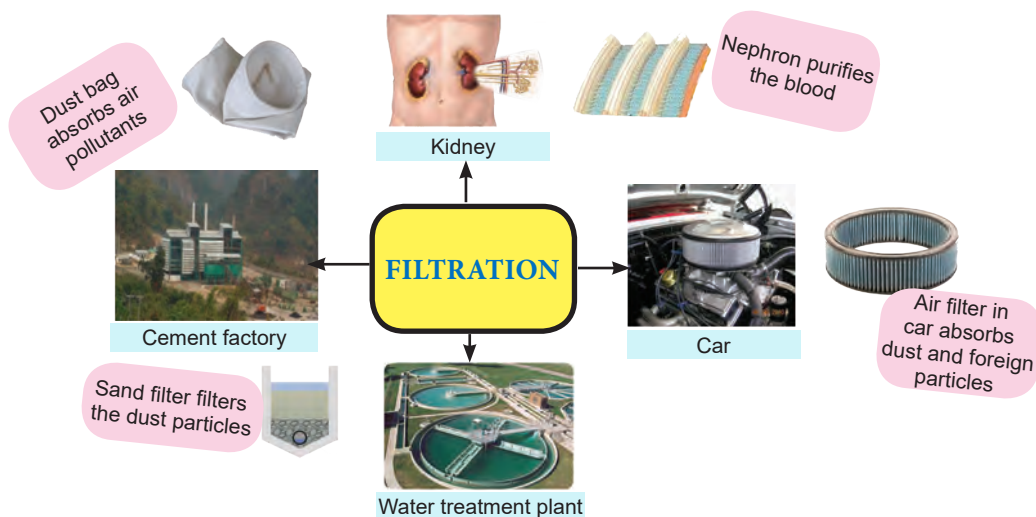 Dust bag
absorbs air
pollutants
Nephron purifies
the blood
Kidney
FILTRATION
Cement factory
Car
Air filter in
car absorbs
dust and foreign
particles
Sand filter filters
the dust particles
Water treatment plant